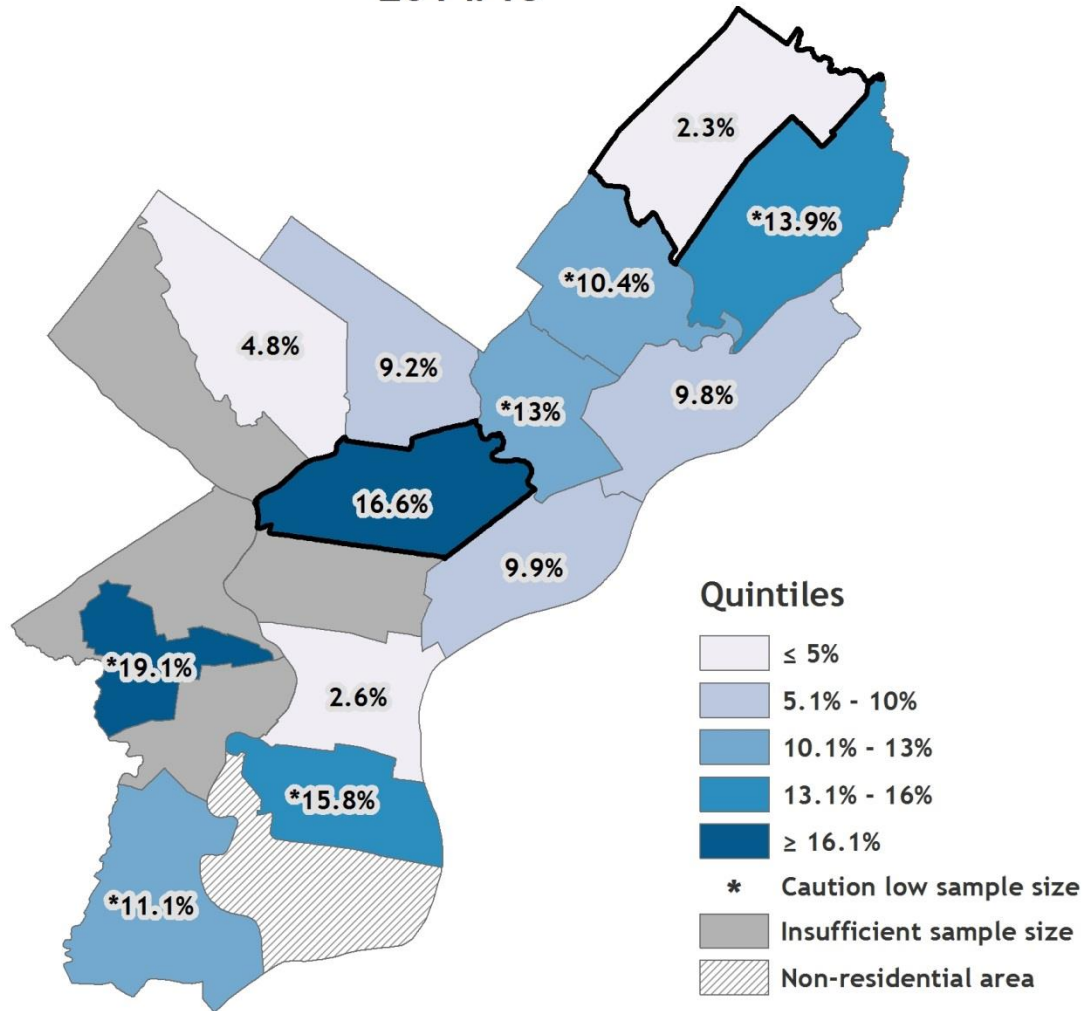 2.3%
*13.9%
*10.4%
4.8%
9.2%
*13%
9.8%
16.6%
9.9%
*19.1%
2.6%
*15.8%
*11.1%
Quintiles
≤ 5%
5.1% - 10%
10.1% - 13%
13.1% - 16%
≥ 16.1%
* Caution low sample size
Insufficient sample size
Non-residential area